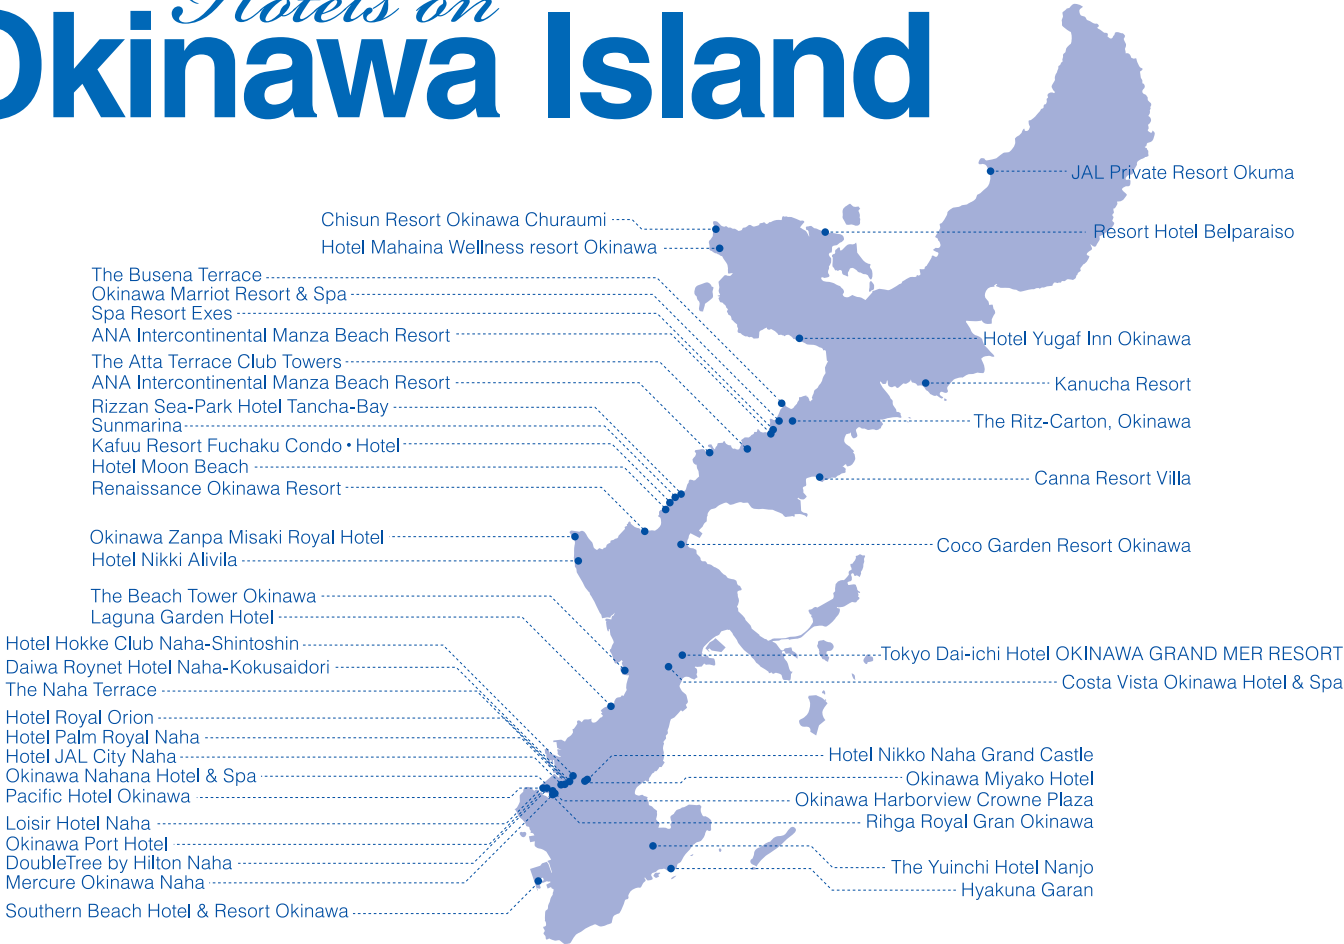 Hotels on
Okinawa Island
JAL Private Resort Okuma
Chisun Resort Okinawa Churaumi
Resort Hotel Belparaiso
Hotel Mahaina Wellness resort Okinawa
The Busena Terrace
Okinawa Marriot Resort & Spa
Spa Resort Exes
ANA Intercontinental Manza Beach Resort
Hotel Yugaf Inn Okinawa
The Atta Terrace Club Towers
ANA Intercontinental Manza Beach Resort
Kanucha Resort
Rizzan Sea-Park Hotel Tancha-Bay
Sunmarina
The Ritz-Carton, Okinawa
Kafuu Resort Fuchaku Condo・Hotel
Hotel Moon Beach
Canna Resort Villa
Renaissance Okinawa Resort
Okinawa Zanpa Misaki Royal Hotel
Coco Garden Resort Okinawa
Hotel Nikki Alivila
The Beach Tower Okinawa
Laguna Garden Hotel
Hotel Hokke Club Naha-Shintoshin
Tokyo Dai-ichi Hotel OKINAWA GRAND MER RESORT
Daiwa Roynet Hotel Naha-Kokusaidori
Costa Vista Okinawa Hotel & Spa
The Naha Terrace
Hotel Royal Orion
Hotel Palm Royal Naha
Hotel JAL City Naha
Hotel Nikko Naha Grand Castle
Okinawa Nahana Hotel & Spa
Okinawa Miyako Hotel
Pacific Hotel Okinawa
Okinawa Harborview Crowne Plaza
Loisir Hotel Naha
Rihga Royal Gran Okinawa
Okinawa Port Hotel
DoubleTree by Hilton Naha
The Yuinchi Hotel Nanjo
Mercure Okinawa Naha
Hyakuna Garan
Southern Beach Hotel & Resort Okinawa